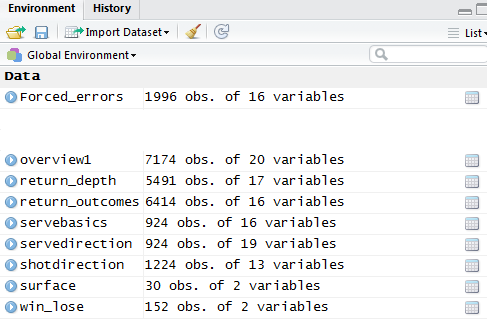 Environment History
Import Dataset List
Global Environment
Data
Forced_errors 1996 obs. of 16 variables
overview1 7174 obs. of 20 variables
return_depth 5491 obs. of 17 variables
return_outcomes 6414 obs. of 16 variables
servebasics 924 obs. of 16 variables
servedirection 924 obs. of 19 variables
shotdirection 1224 obs. of 13 variables
surface 30 obs. of 2 variables
win_lose 152 obs. of 2 variables